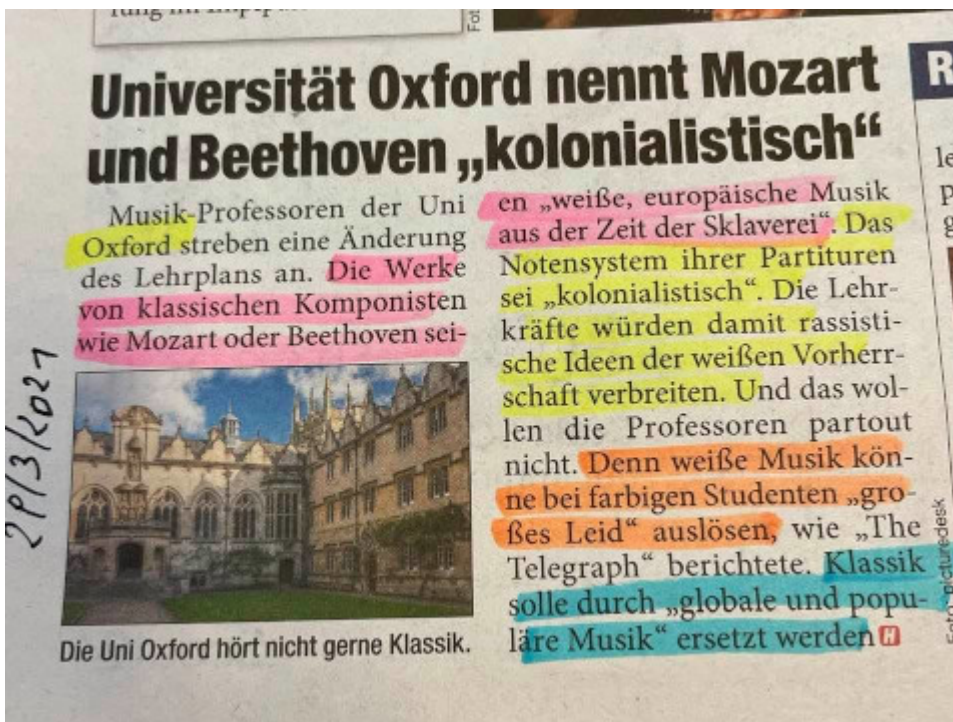 Universität Oxford nennt Mozart
und Beethoven „kolonialistisch“
Musik-Professoren der Uni
Oxford streben eine Änderung
des Lehrplans an. Die Werke
von klassischen Komponisten
wie Mozart oder Beethoven sei-
en „weiße, europäische Musik
aus der Zeit der Sklaverei“. Das
Notensystem ihrer Partituren
sei „kolonialistisch“. Die Lehr-
kräfte würden damit rassisti-
sche Ideen der weißen Vorherr-
schaft verbreiten. Und das wol-
len die Professoren partout
nicht. Denn weiße Musik kön-
ne bei farbigen Studenten „gro-
ßes Leid“ auslösen, wie „The
Telegraph“ berichtete. Klassik
solle durch „globale und popu-
läre Musik“ ersetzt werden H
Die Uni Oxford hört nicht gerne Klassik.
Foto: picturedesk
R